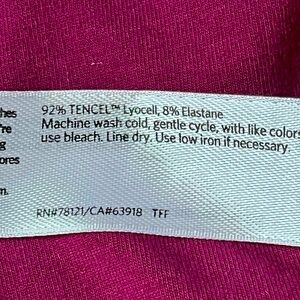 92% TENCEL™ Lyocell, 8% Elastane
Machine wash cold, gentle cycle, with like colors
use bleach. Line dry. Use low iron if necessary.
RN#78121/CA#63918 TFF